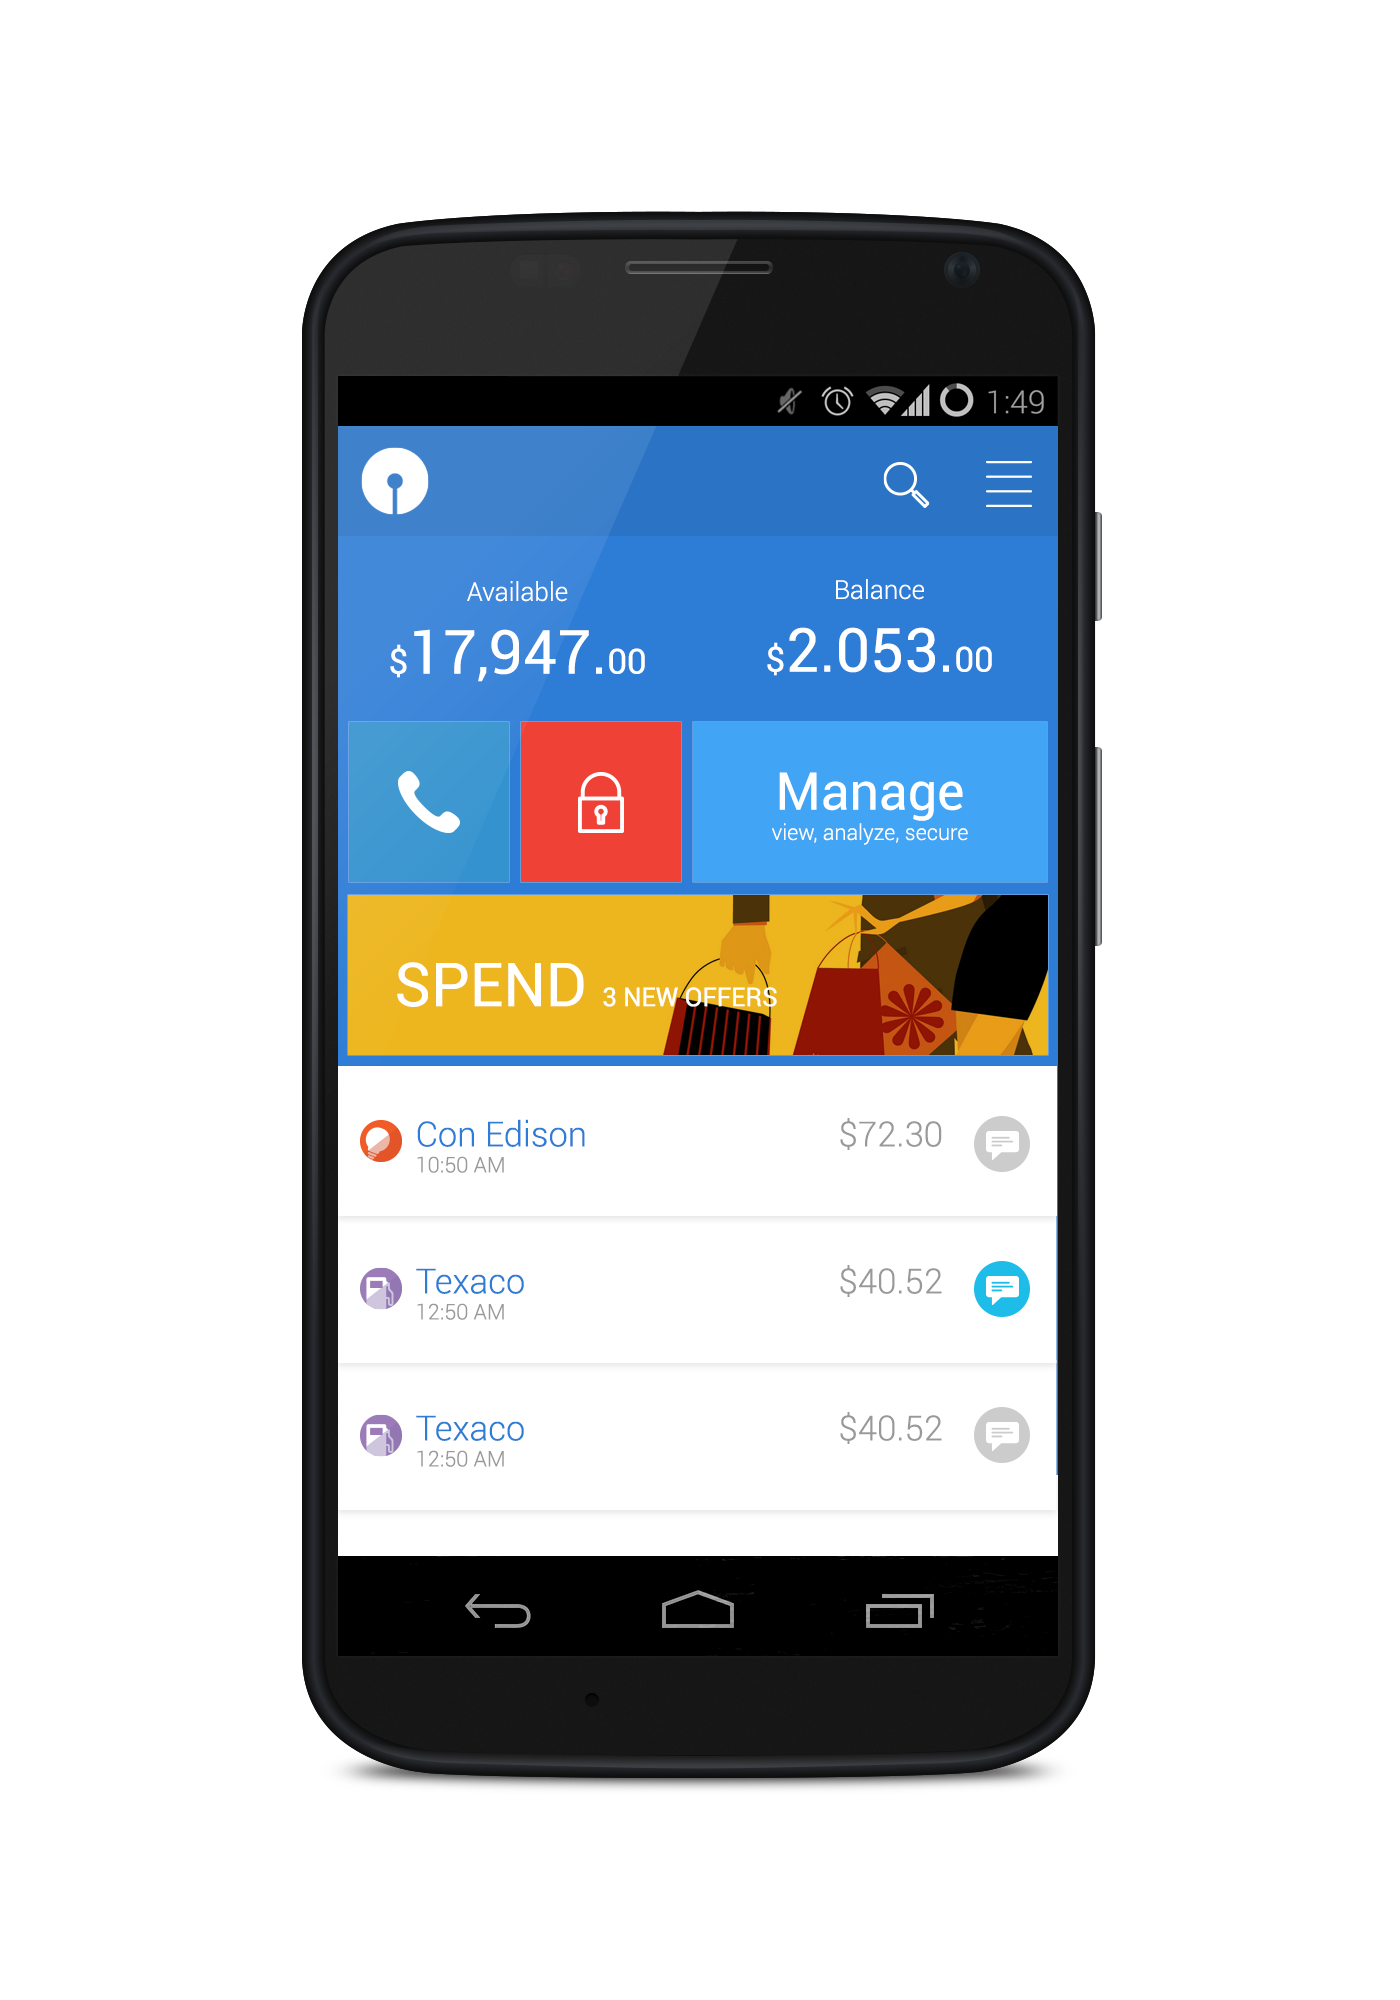 1:49
Available
$17,947.00
Balance
$2.053.00
Manage
view, analyze, secure
SPEND 3 NEW OFFERS
Con Edison $72.30
10:50 AM
Texaco $40.52
12:50 AM
Texaco $40.52
12:50 AM